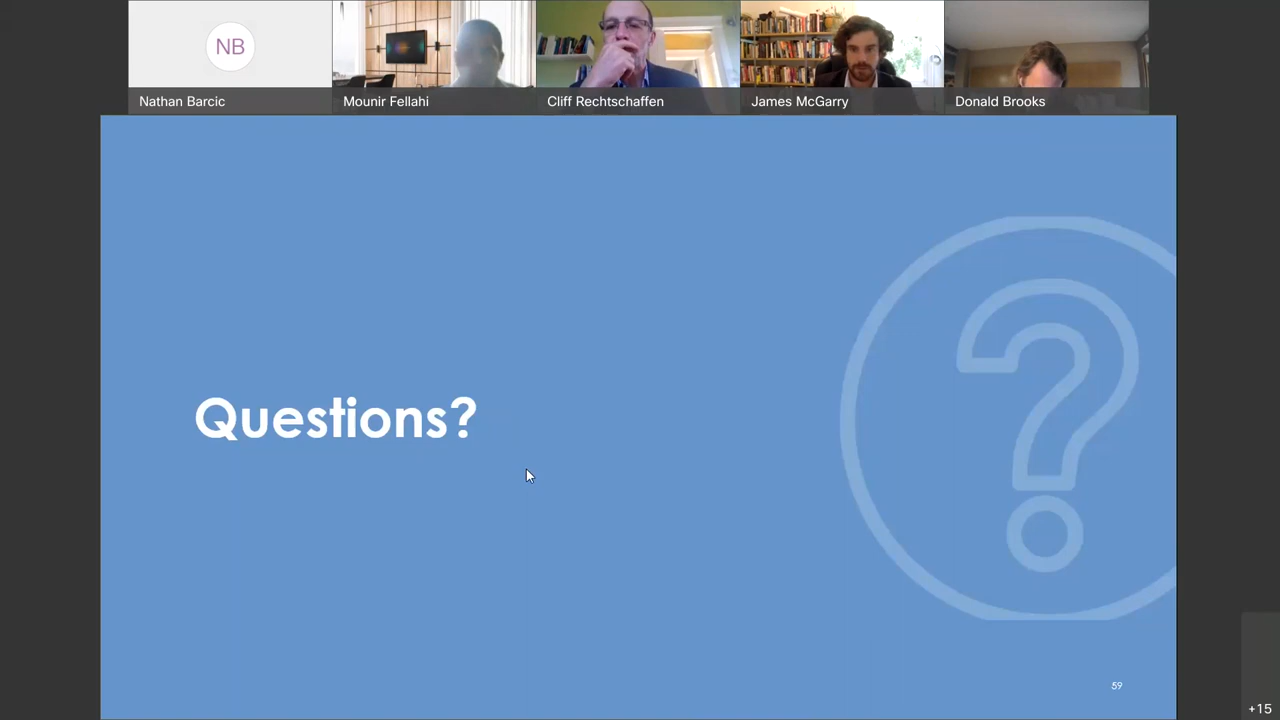 NB
Nathan Barcic
Mounir Fellahi
Cliff Rechtschaffen
James McGarry
Donald Brooks
Questions?
?
59
+15